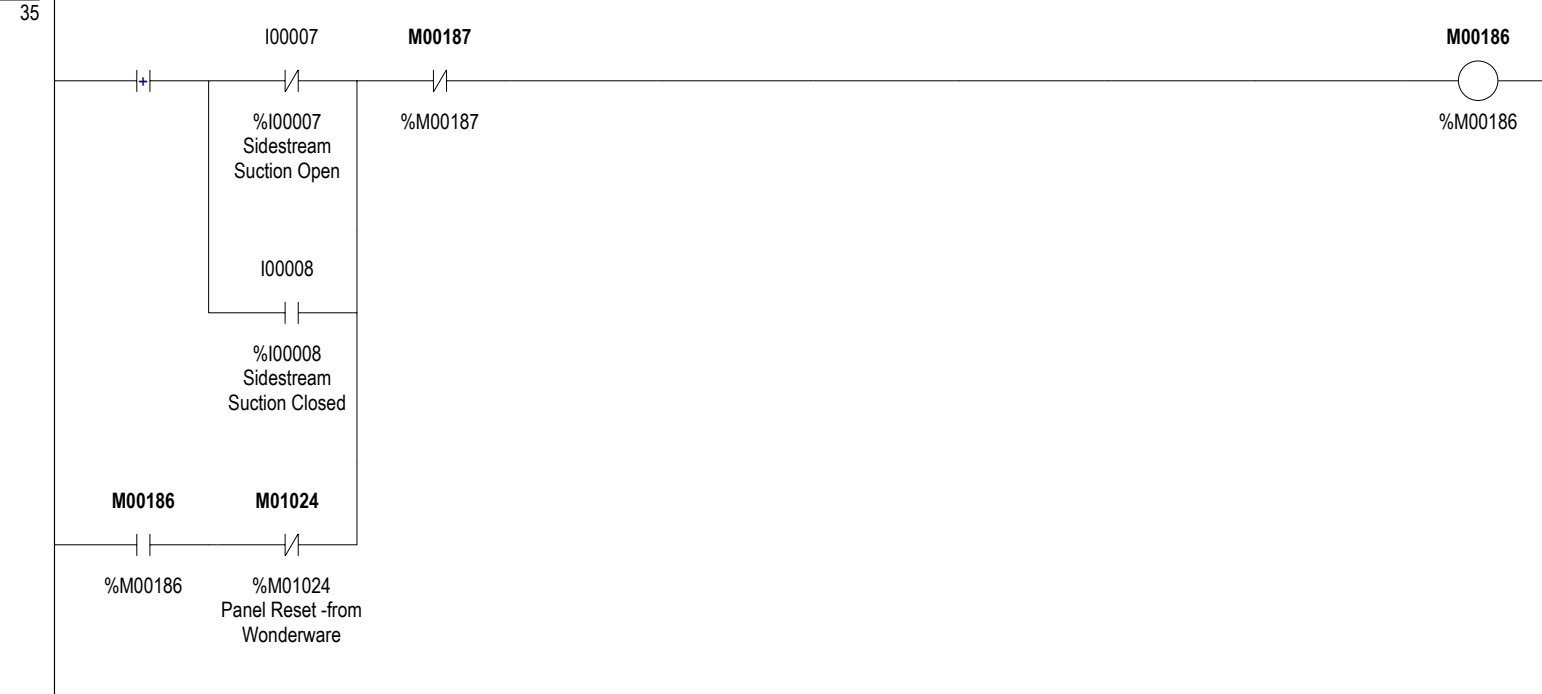 35
I00007 M00187 M00186
+
%I00007 %M00187 %M00186
Sidestream
Suction Open
I00008
%I00008
Sidestream
Suction Closed
M00186 M01024
%M00186 %M01024
Panel Reset -from
Wonderware